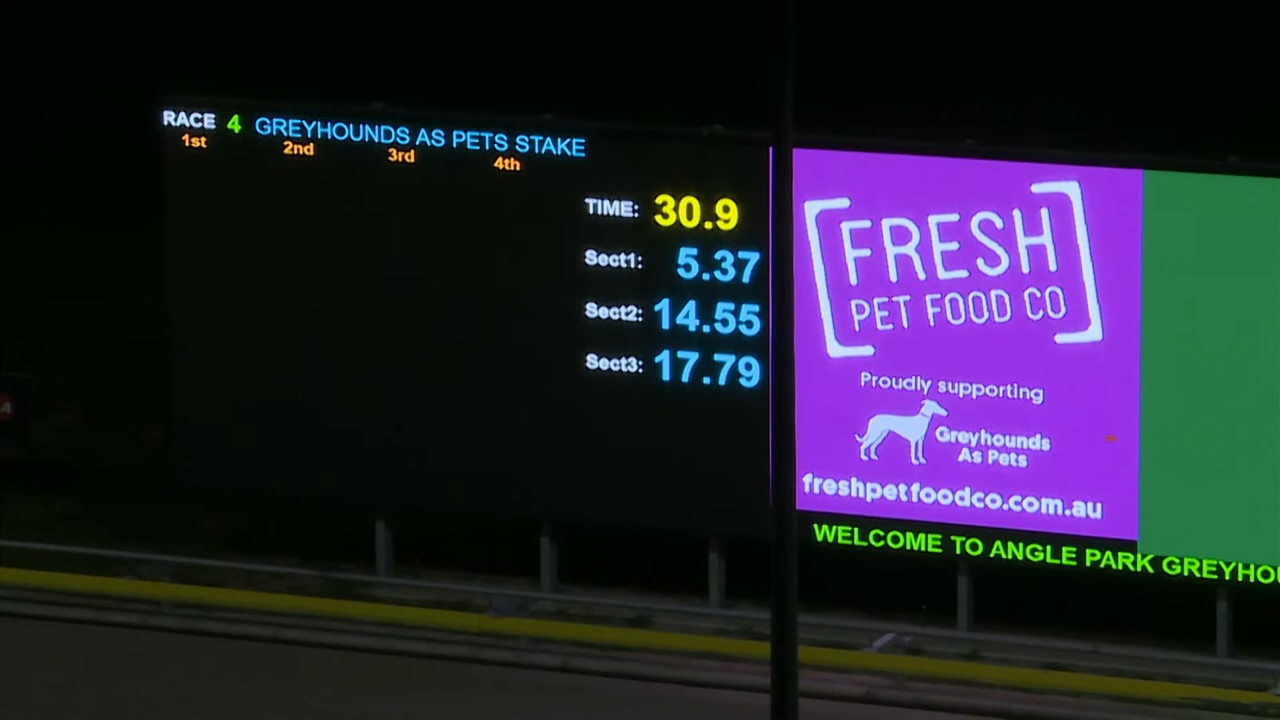 RACE 4 GREYHOUNDS AS PETS STAKE
1st 2nd 3rd 4th
TIME: 30.9
Sect1: 5.37
Sect2: 14.55
Sect3: 17.79
FRESH
PET FOOD CO
Proudly supporting
Greyhounds
As Pets
freshpetfoodco.com.au
WELCOME TO ANGLE PARK GREYHOU
A